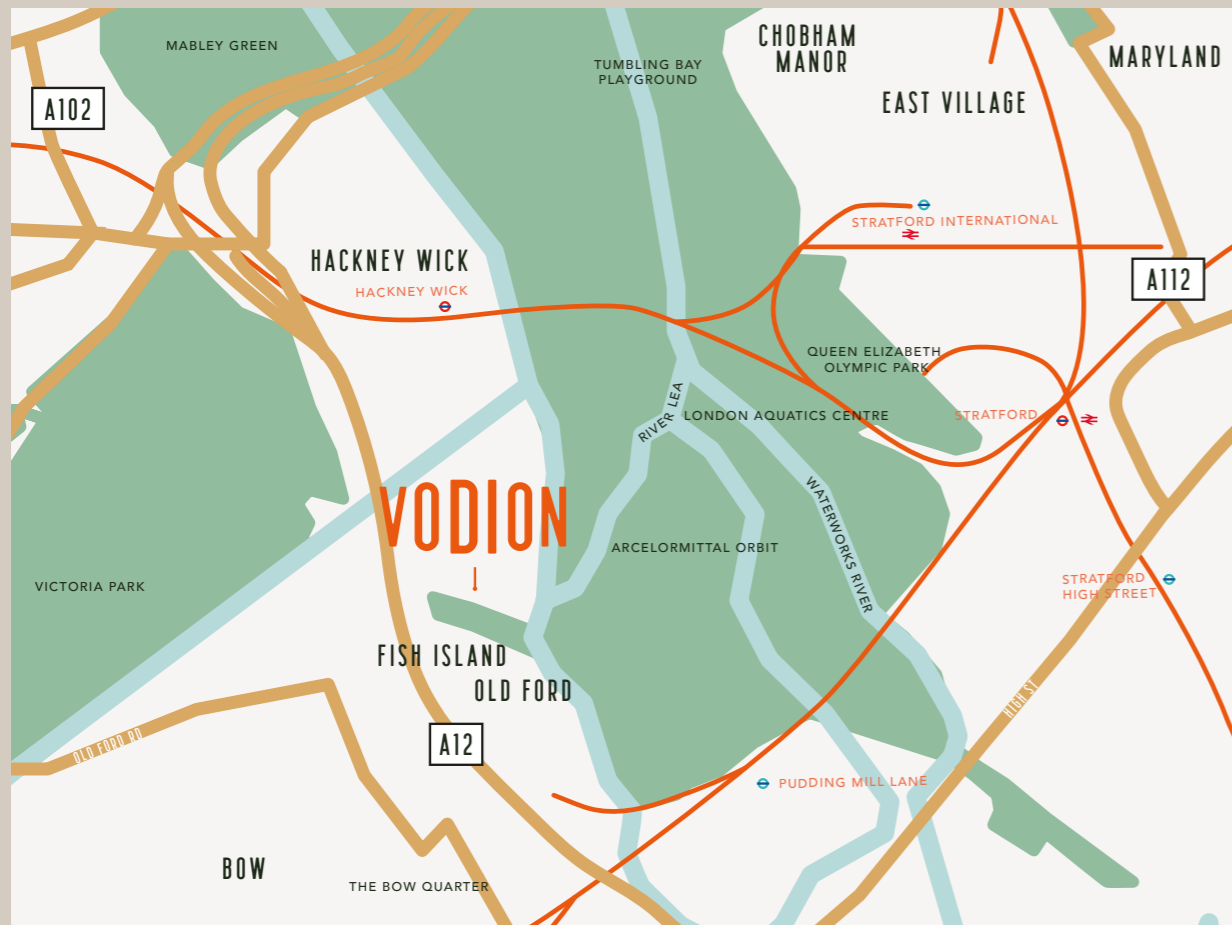 MABLEY GREEN
TUMBLING BAY
PLAYGROUND
CHOBHAM
MANOR
MARYLAND
A102
EAST VILLAGE
STRATFORD INTERNATIONAL
HACKNEY WICK
HACKNEY WICK
A112
QUEEN ELIZABETH
OLYMPIC PARK
RIVER LEA
LONDON AQUATICS CENTRE
STRATFORD
VODION
WATERWORKS RIVER
ARCELORMITTAL ORBIT
VICTORIA PARK
STRATFORD
HIGH STREET
FISH ISLAND
OLD FORD
HIGH ST
OLD FORD RD
A12
PUDDING MILL LANE
BOW
THE BOW QUARTER